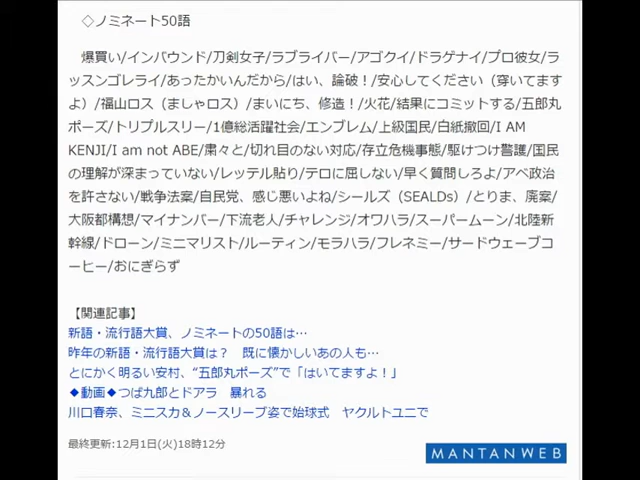 ◇ノミネート50語
爆買い/インバウンド/刀剣女子/ラブライバー/アゴクイ/ドラゲナイ/プロ彼女/ラ
ッスンゴレライ/あったかいんだから/はい、論破！/安心してください（穿いてます
よ）/福山ロス（ましゃロス）/まいにち、修造！/火花/結果にコミットする/五郎丸
ポーズ/トリプルスリー/1億総活躍社会/エンブレム/上級国民/白紙撤回/I AM
KENJI/I am not ABE/粛々と/切れ目のない対応/存立危機事態/駆けつけ警護/国民
の理解が深まっていない/レッテル貼り/テロに屈しない/早く質問しろよ/アベ政治
を許さない/戦争法案/自民党、感じ悪いよね/シールズ（SEALDs）/とりま、廃案/
大阪都構想/マイナンバー/下流老人/チャレンジ/オワハラ/スーパームーン/北陸新
幹線/ドローン/ミニマリスト/ルーティン/モラハラ/フレネミー/サードウェーブコ
ーヒー/おにぎらず
【関連記事】
新語・流行語大賞、ノミネートの50語は…
昨年の新語・流行語大賞は？　既に懐かしいあの人も…
とにかく明るい安村、“五郎丸ポーズ”で「はいてますよ！」
◆動画◆つば九郎とドアラ　暴れる
川口春奈、ミニスカ＆ノースリーブ姿で始球式　ヤクルトユニで
最終更新:12月1日(火)18時12分
MANTANWEB